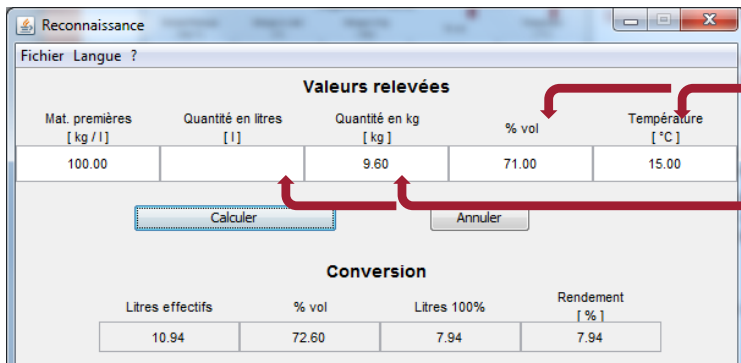 Reconnaissance
Fichier Langue ?
Valeurs relevées
Mat. premières Quantité en litres Quantité en kg % vol Température
[ kg / l ] [ l ] [ kg ] [ °C ]
100.00 9.60 71.00 15.00
Calculer Annuler
Conversion
Litres effectifs % vol Litres 100% Rendement
[ % ]
10.94 72.60 7.94 7.94